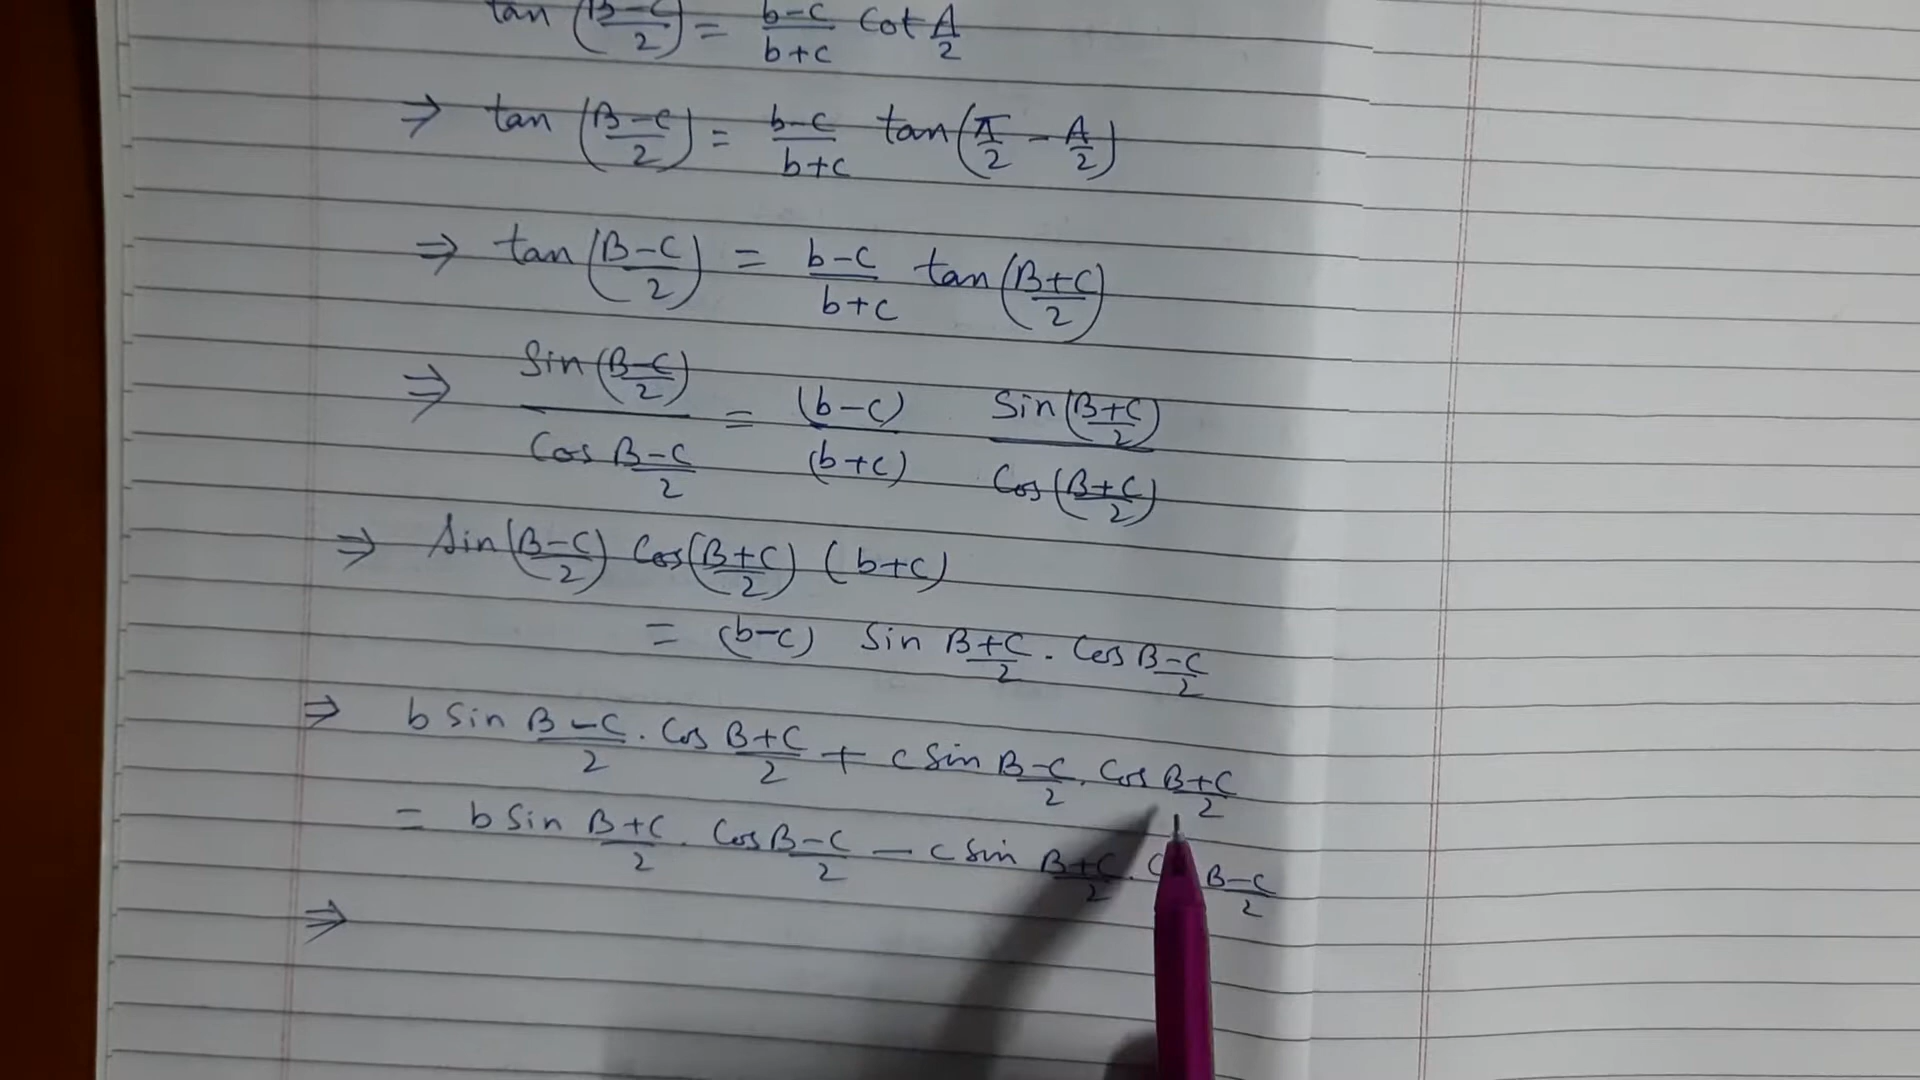 tan (B-C/2) = b-c/b+c Cot A/2
⇒ tan (B-C/2) = b-c/b+c tan(π/2 - A/2)
⇒ tan(B-C/2) = b-c/b+c tan(B+C/2)
⇒ Sin(B-C/2)/Cos B-C/2 = (b-c)/(b+c) Sin(B+C/2)/Cos(B+C/2)
⇒ Sin(B-C/2) Cos(B+C/2) (b+c)
= (b-c) Sin B+C/2 . Cos B-C/2
⇒ b Sin B-C/2 . Cos B+C/2 + c Sin B-C/2 . Cos B+C/2
= b Sin B+C/2 . Cos B-C/2 - c Sin B+C/2 . B-C/2
⇒